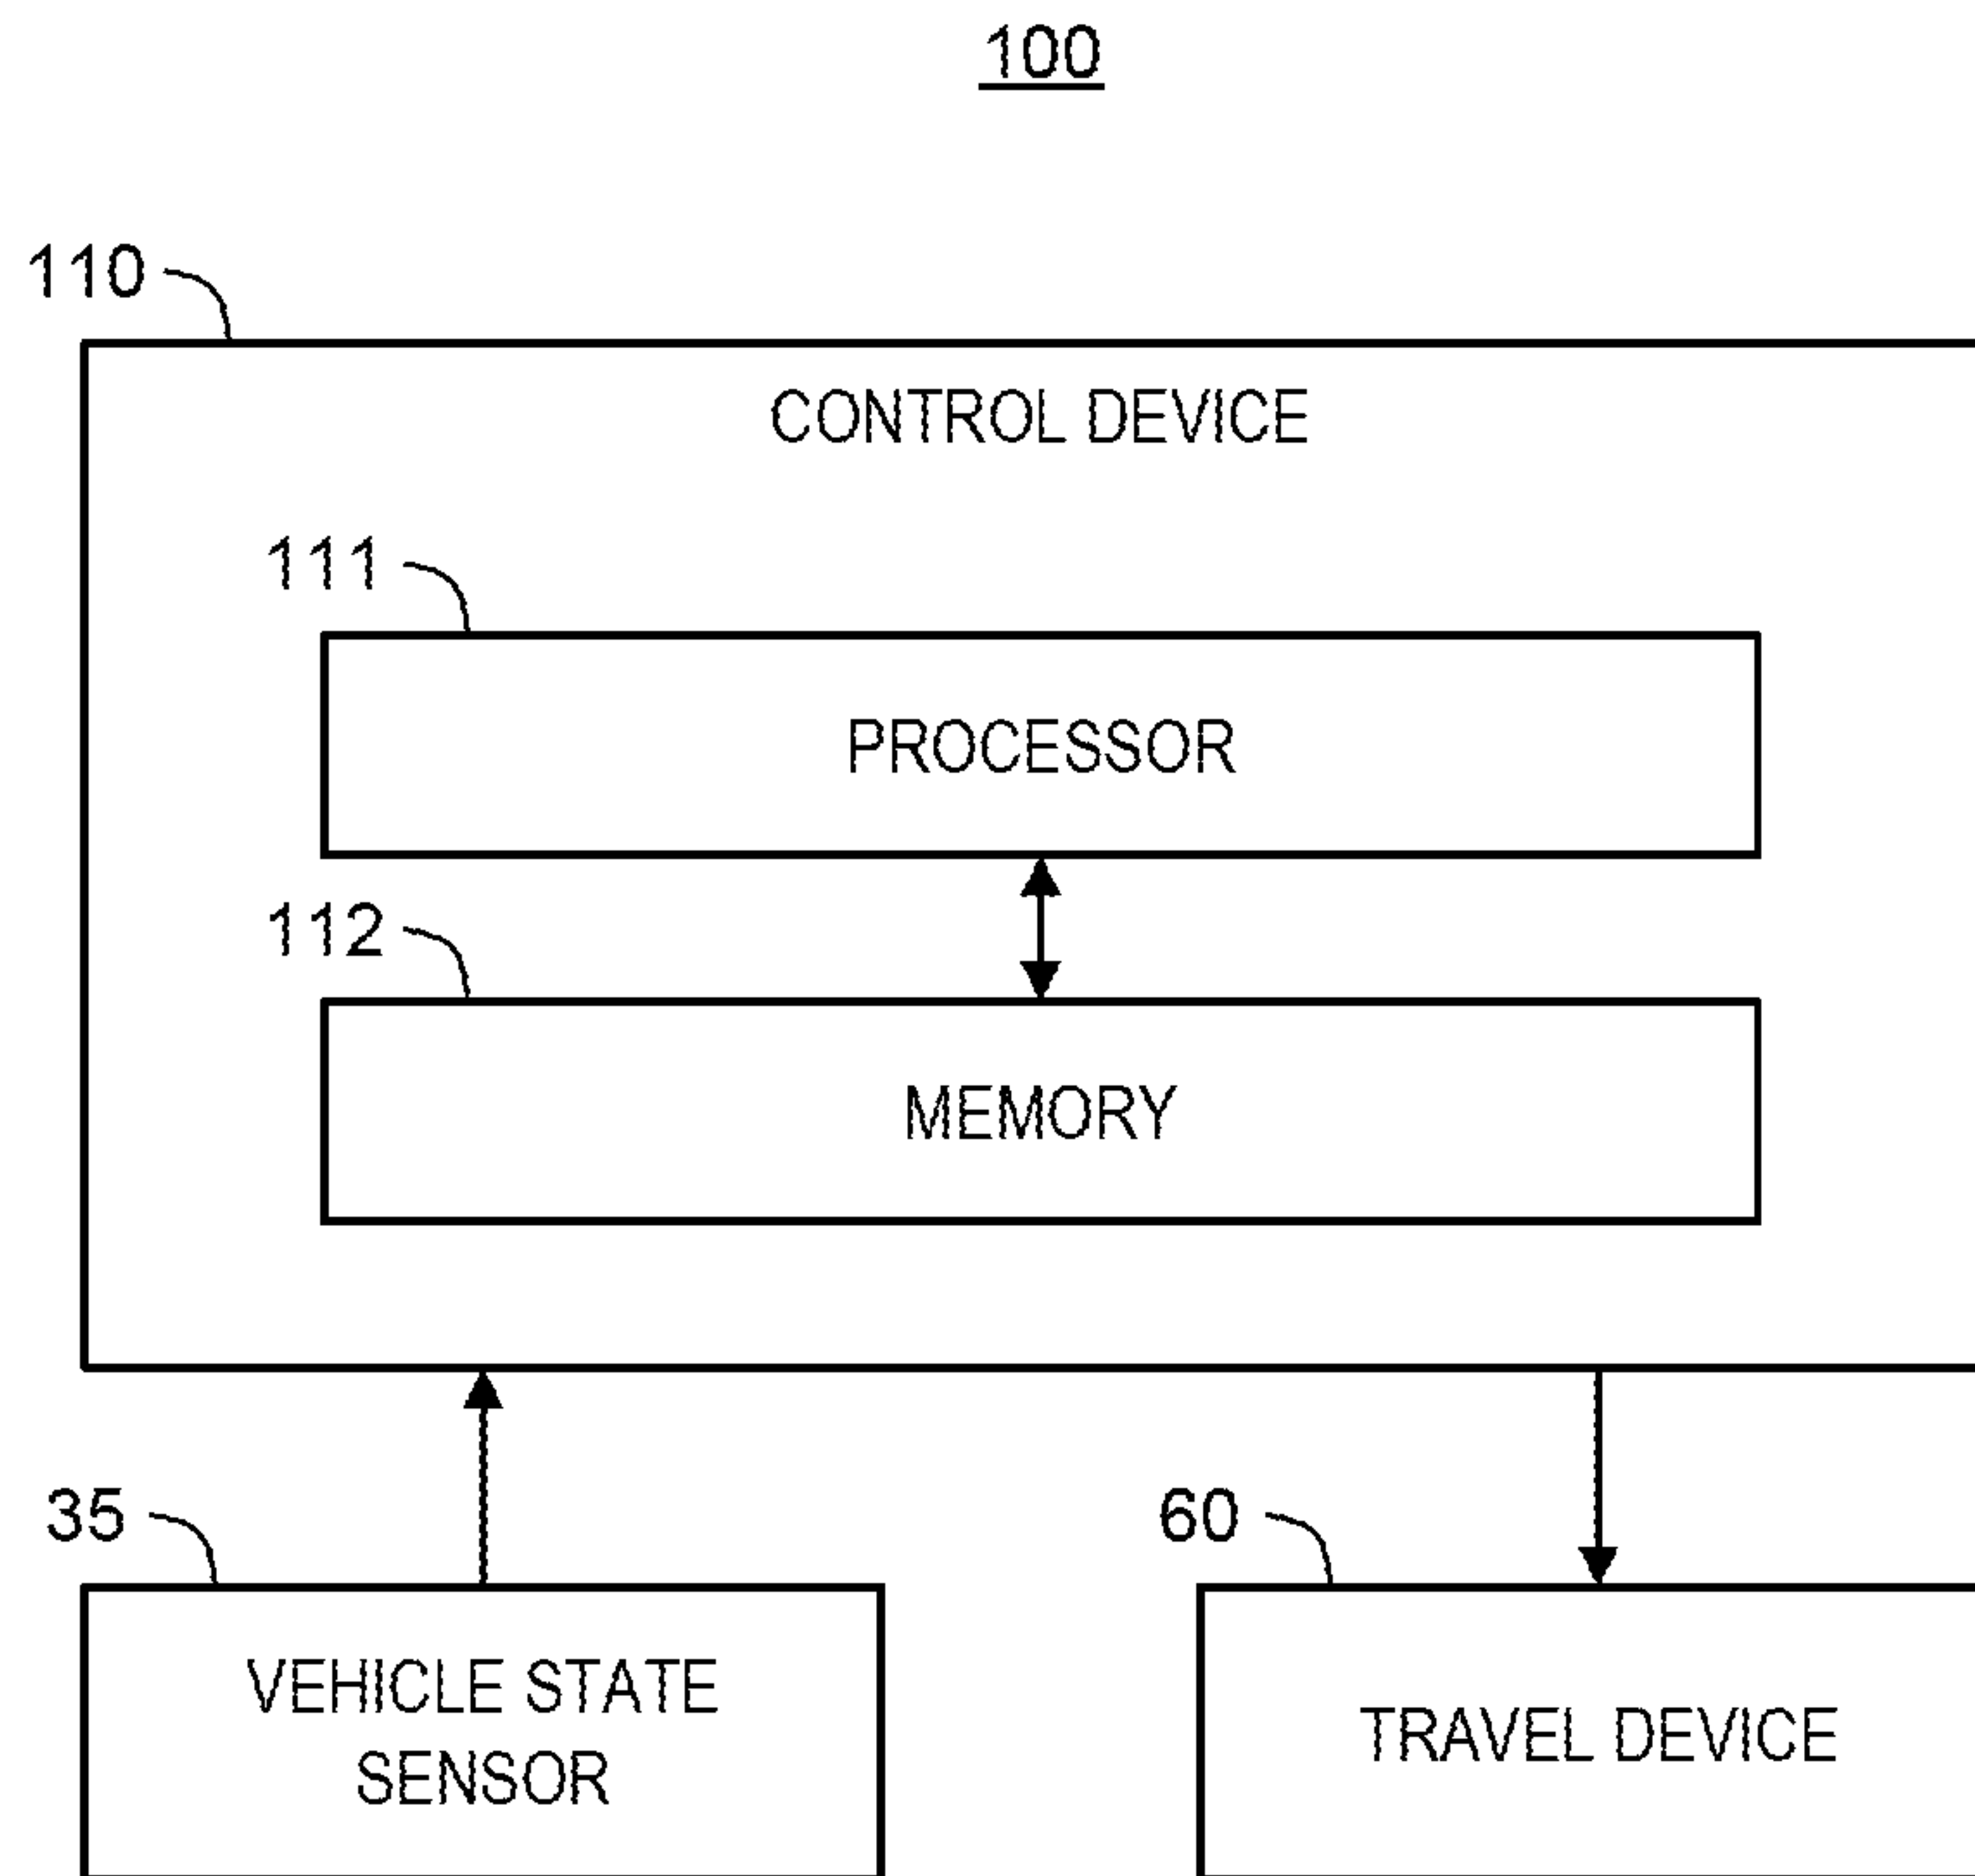 100
110
CONTROL DEVICE
111
PROCESSOR
112
MEMORY
35
60
VEHICLE STATE
SENSOR
TRAVEL DEVICE